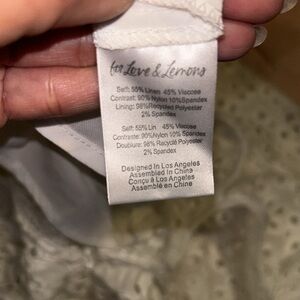 for Love & Lemons
Self: 55% Linen 45% Viscose
Contrast: 90% Nylon 10% Spandex
Lining: 98% Recycled Polyester
2% Spandex
Self: 55% Lin 45% Viscose
Contraste: 90%Nylon 10% Spandex
Doublure: 98% Recyclé Polyester
2% Spandex
Designed In Los Angeles
Assembled In China
Conçu à Los Angeles
Assemblé en Chine